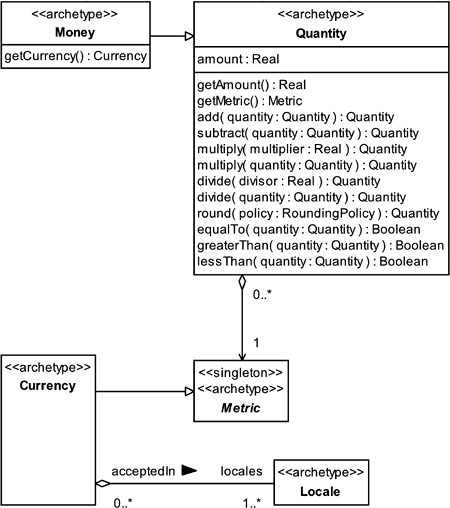 <<archetype>>
Money
getCurrency() : Currency
<<archetype>>
Quantity
amount : Real
getAmount() : Real
getMetric() : Metric
add( quantity : Quantity ) : Quantity
subtract( quantity : Quantity ) : Quantity
multiply( multiplier : Real ) : Quantity
multiply( quantity : Quantity ) : Quantity
divide( divisor : Real ) : Quantity
divide( quantity : Quantity ) : Quantity
round( policy : RoundingPolicy ) : Quantity
equalTo( quantity : Quantity ) : Boolean
greaterThan( quantity : Quantity ) : Boolean
lessThan( quantity : Quantity ) : Boolean
0..*
1
<<archetype>>
Currency
<<singleton>>
<<archetype>>
Metric
acceptedIn ► locales
0..* 1..*
<<archetype>>
Locale